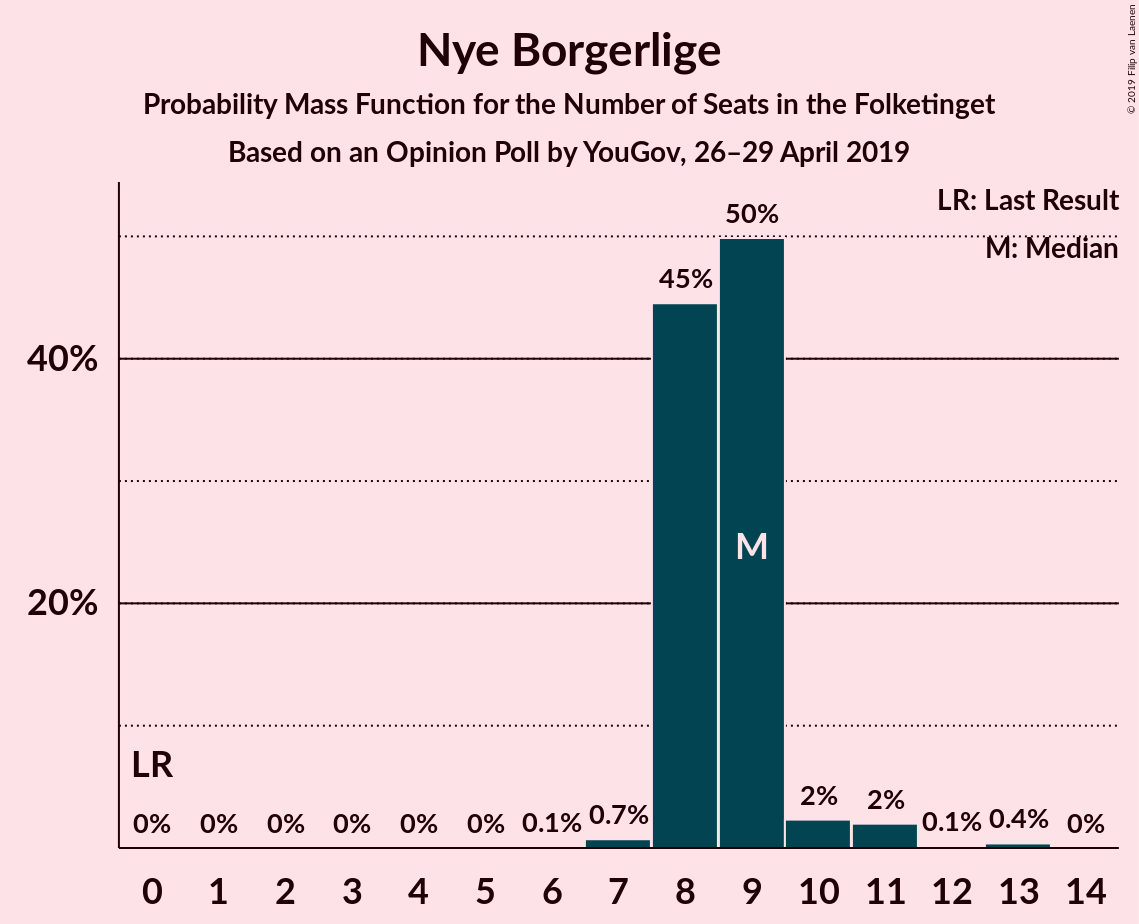 Nye Borgerlige
Probability Mass Function for the Number of Seats in the Folketinget
Based on an Opinion Poll by YouGov, 26–29 April 2019
© 2019 Filip van Laenen
LR: Last Result
M: Median
50%
45%
40%
20%
M
LR
0% 0% 0% 0% 0% 0% 0.1% 0.7% 2% 2% 0.1% 0.4% 0%
0 1 2 3 4 5 6 7 8 9 10 11 12 13 14